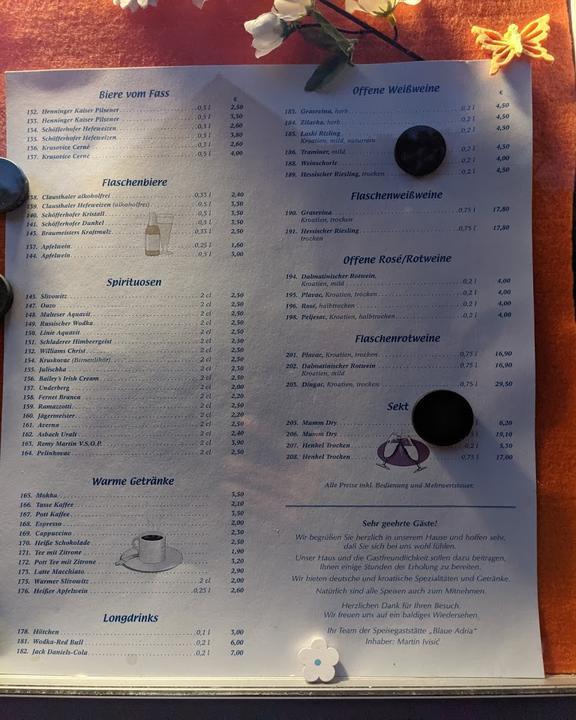 Biere vom Fass
€
132. Henninger Kaiser Pilsener 0,3 l 2,50
133. Henninger Kaiser Pilsener 0,5 l 3,50
134. Schöfferhofer Hefeweizen 0,3 l 2,60
135. Schöfferhofer Hefeweizen 0,5 l 3,80
136. Krusovice Cerné 0,3 l 2,60
137. Krusovice Cerné 0,5 l 4,00
Flaschenbiere
138. Clausthaler alkoholfrei 0,33 l 2,40
139. Clausthaler Hefeweizen (alkoholfrei) 0,5 l 3,50
140. Schöfferhofer Kristall 0,5 l 3,50
141. Schöfferhofer Dunkel 0,5 l 3,50
Braumeisters Kraftmalz 0,33 l 2,50
Apfelwein 0,25 l 1,60
144. Apfelwein 0,5 l 3,00
Spirituosen
145. Slivowitz 2 cl 2,50
147. Ouzo 2 cl 2,50
148. Malteser Aquavit 2 cl 2,50
149. Russischer Wodka 2 cl 2,50
150. Linie Aquavit 2 cl 2,50
151. Schladerer Himbeergeist 2 cl 2,50
152. Williams Christ 2 cl 2,50
154. Kruskovac (Birnenlikör) 2 cl 2,50
155. Julischka 2 cl 2,50
156. Bailey's Irish Cream 2 cl 2,50
157. Underberg 2 cl 2,00
158. Fernet Branca 2 cl 2,20
159. Ramazzotti 2 cl 2,50
160. Jägermeister 2 cl 2,20
161. Averna 2 cl 2,50
162. Asbach Uralt 2 cl 2,40
163. Remy Martin V.S.O.P. 2 cl 3,90
164. Pelinkovac 2 cl 2,50
Warme Getränke
165. Mokka 3,50
166. Tasse Kaffee 2,10
167. Pott Kaffee 3,50
168. Espresso 2,00
169. Cappuccino 2,30
170. Heiße Schokolade 2,50
171. Tee mit Zitrone 1,90
172. Pott Tee mit Zitrone 3,20
173. Latte Macchiato 2,90
175. Warmer Slivowitz 2 cl 2,00
176. Heißer Apfelwein 0,25 l 2,60
Longdrinks
178. Hütchen 0,1 l 3,00
181. Wodka-Red Bull 0,2 l 6,00
182. Jack Daniels-Cola 0,2 l 7,00
Offene Weißweine
€
183. Grasevina, herb 0,2 l 4,50
184. Zilavka, herb 0,2 l 4,50
185. Laski Rizling 0,2 l 4,50
Kroatien, mild, naturrein
186. Traminer, mild 0,2 l 4,50
188. Weinschorle 0,2 l 4,00
189. Hessischer Riesling, trocken 0,2 l 4,50
Flaschenweißweine
190. Grasevina 0,75 l 17,80
Kroatien, trocken
191. Hessischer Riesling 0,75 l 17,80
trocken
Offene Rosé/Rotweine
194. Dalmatinischer Rotwein,
Kroatien, mild 0,2 l 4,00
195. Plavac, Kroatien, trocken 0,2 l 4,00
196. Rosé, halbtrocken 0,2 l 4,00
198. Peljesac, Kroatien, halbtrocken 0,2 l 4,00
Flaschenrotweine
201. Plavac, Kroatien, trocken 0,75 l 16,90
202. Dalmatinischer Rotwein 0,75 l 16,90
Kroatien, mild
203. Dingac, Kroatien, trocken 0,75 l 29,50
Sekt
205. Mumm Dry 6,20
206. Mumm Dry 19,10
207. Henkel Trocken 0,2 l 5,50
208. Henkel Trocken 0,75 l 17,00
Alle Preise inkl. Bedienung und Mehrwertsteuer.
Sehr geehrte Gäste!
Wir begrüßen Sie herzlich in unserem Hause und hoffen sehr,
daß Sie sich bei uns wohl fühlen.
Unser Haus und die Gastfreundlichkeit sollen dazu beitragen,
Ihnen einige Stunden der Erholung zu bereiten.
Wir bieten deutsche und kroatische Spezialitäten und Getränke.
Natürlich sind alle Speisen auch zum Mitnehmen.
Herzlichen Dank für Ihren Besuch.
Wir freuen uns auf ein baldiges Wiedersehen.
Ihr Team der Speisegaststätte „Blaue Adria"
Inhaber: Martin Ivisić